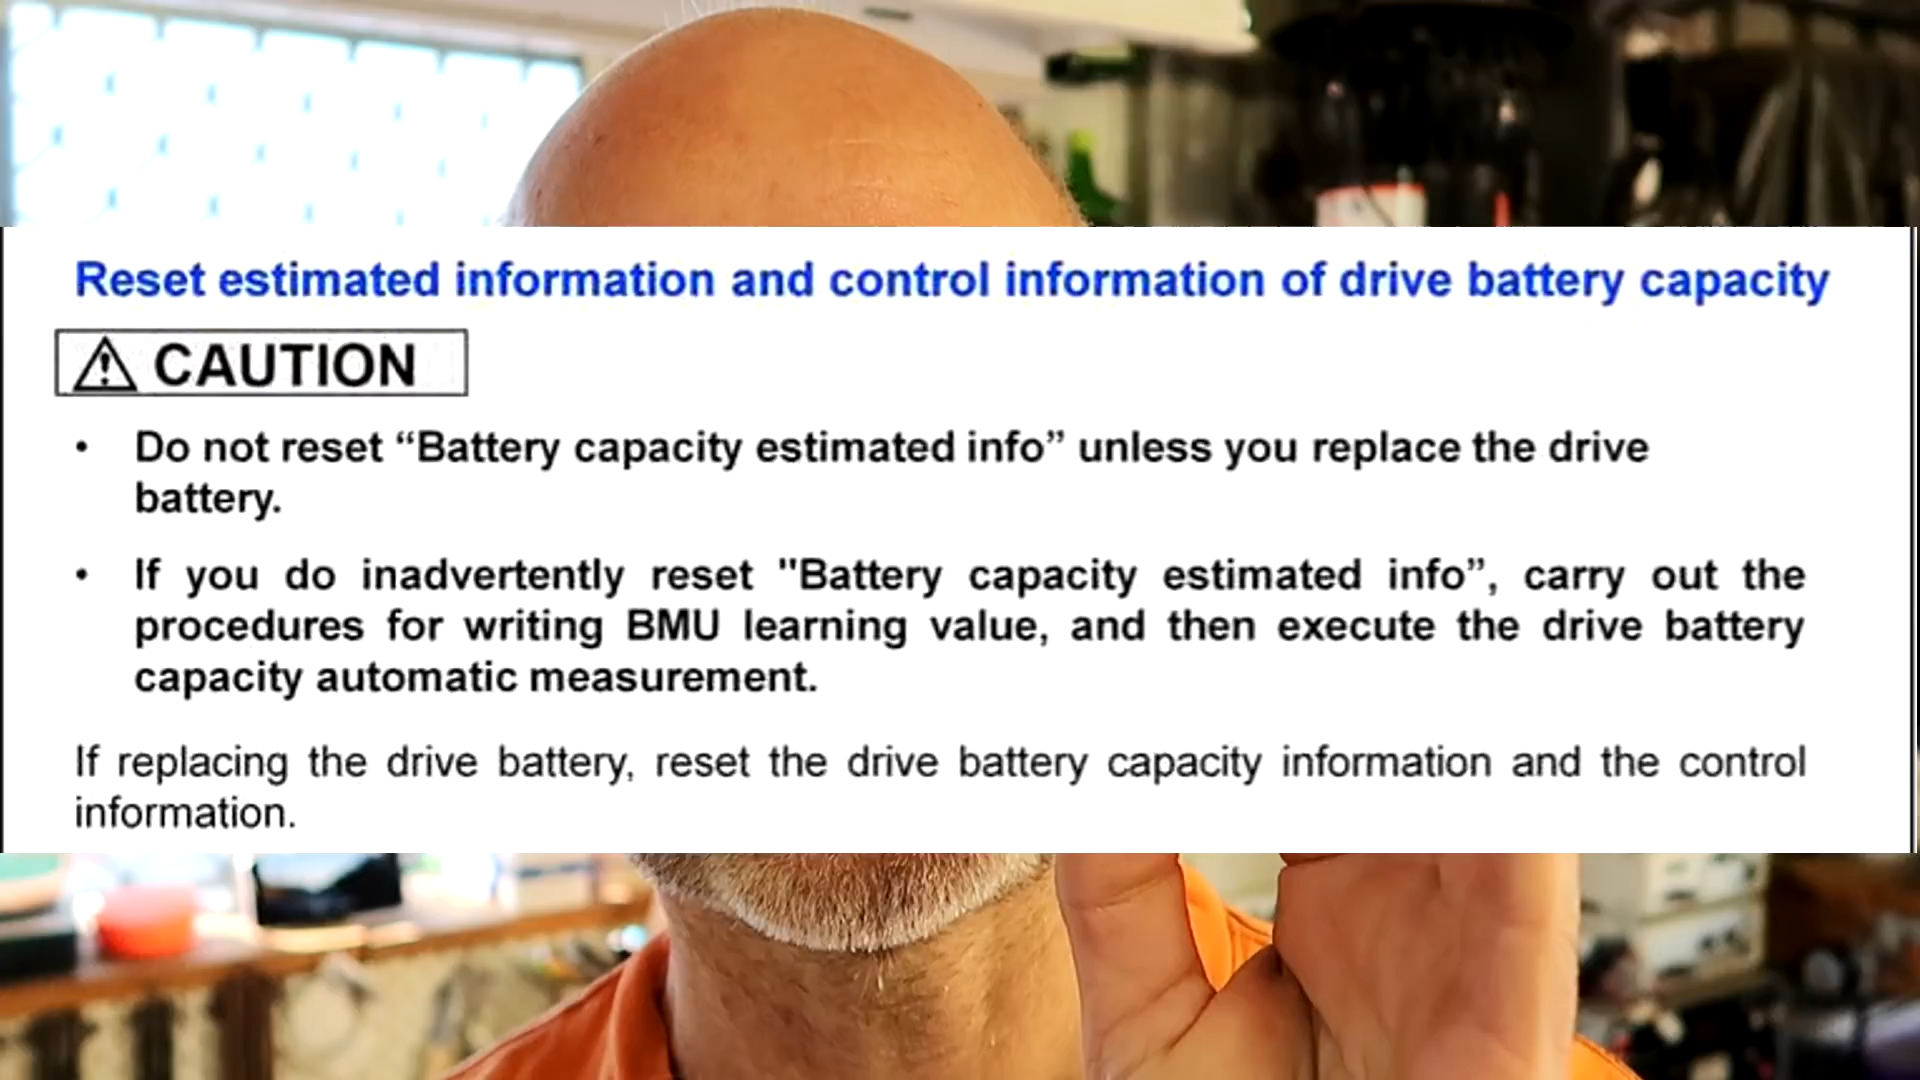 Reset estimated information and control information of drive battery capacity
⚠ CAUTION
• Do not reset “Battery capacity estimated info” unless you replace the drive
battery.
• If you do inadvertently reset "Battery capacity estimated info”, carry out the
procedures for writing BMU learning value, and then execute the drive battery
capacity automatic measurement.
If replacing the drive battery, reset the drive battery capacity information and the control
information.